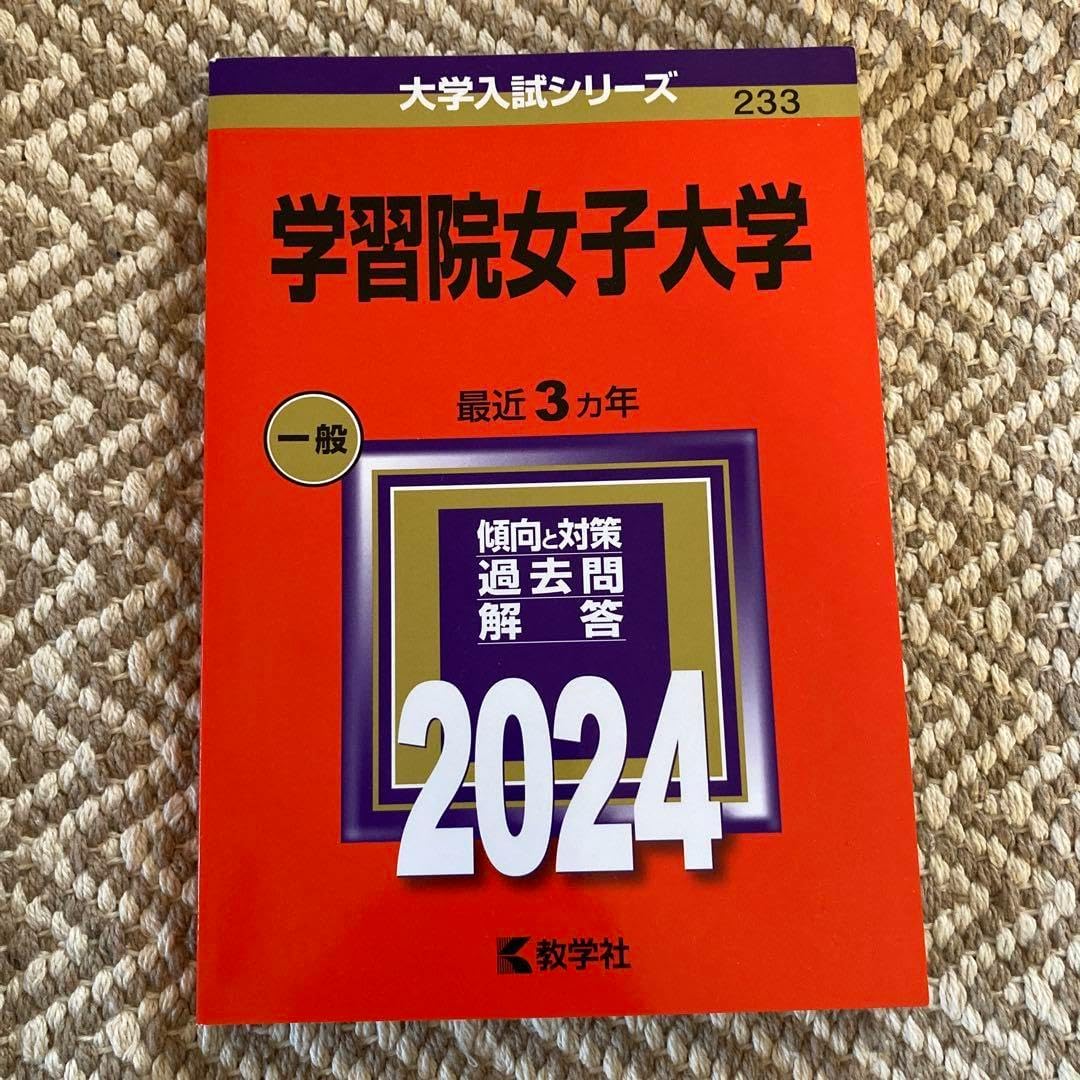 大学入試シリーズ
233
学習院女子大学
最近3ヵ年
一般
傾向と対策
過去問
解答
2024
教学社